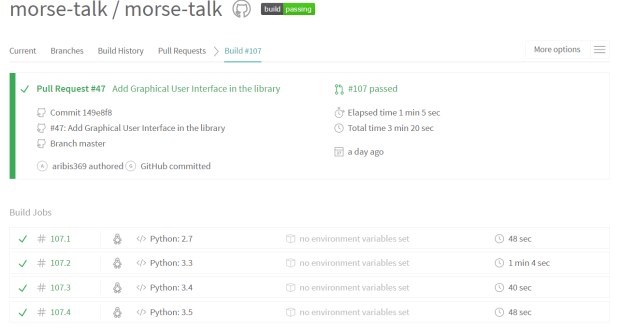 morse-talk / morse-talk build passing
Current Branches Build History Pull Requests > Build #107 More options
Pull Request #47 Add Graphical User Interface in the library #107 passed
Commit 149e8f8 Elapsed time 1 min 5 sec
#47: Add Graphical User Interface in the library Total time 3 min 20 sec
Branch master
a day ago
A aribis369 authored G GitHub committed
Build Jobs
# 107.1 </> Python: 2.7 no environment variables set 48 sec
# 107.2 </> Python: 3.3 no environment variables set 1 min 4 sec
# 107.3 </> Python: 3.4 no environment variables set 40 sec
# 107.4 </> Python: 3.5 no environment variables set 48 sec